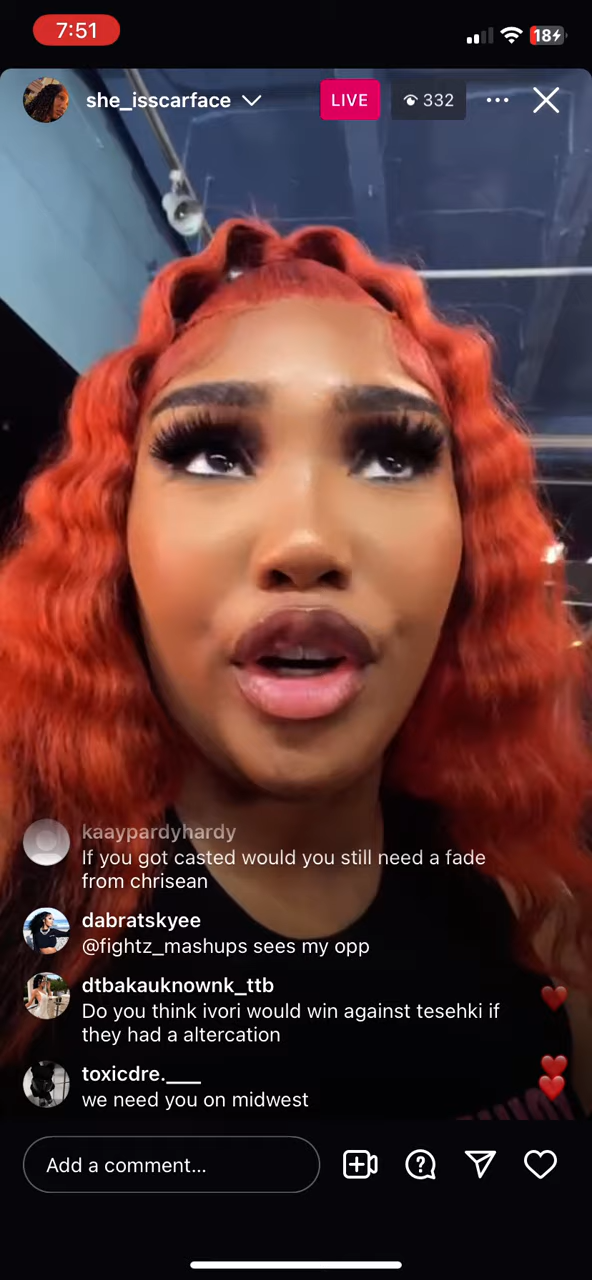 7:51
18
she_isscarface
LIVE
332
kaaypardyhardy
If you got casted would you still need a fade
from chrisean
dabratskyee
@fightz_mashups sees my opp
dtbakauknownk_ttb
Do you think ivori would win against tesehki if
they had a altercation
toxicdre.___
we need you on midwest
Add a comment...